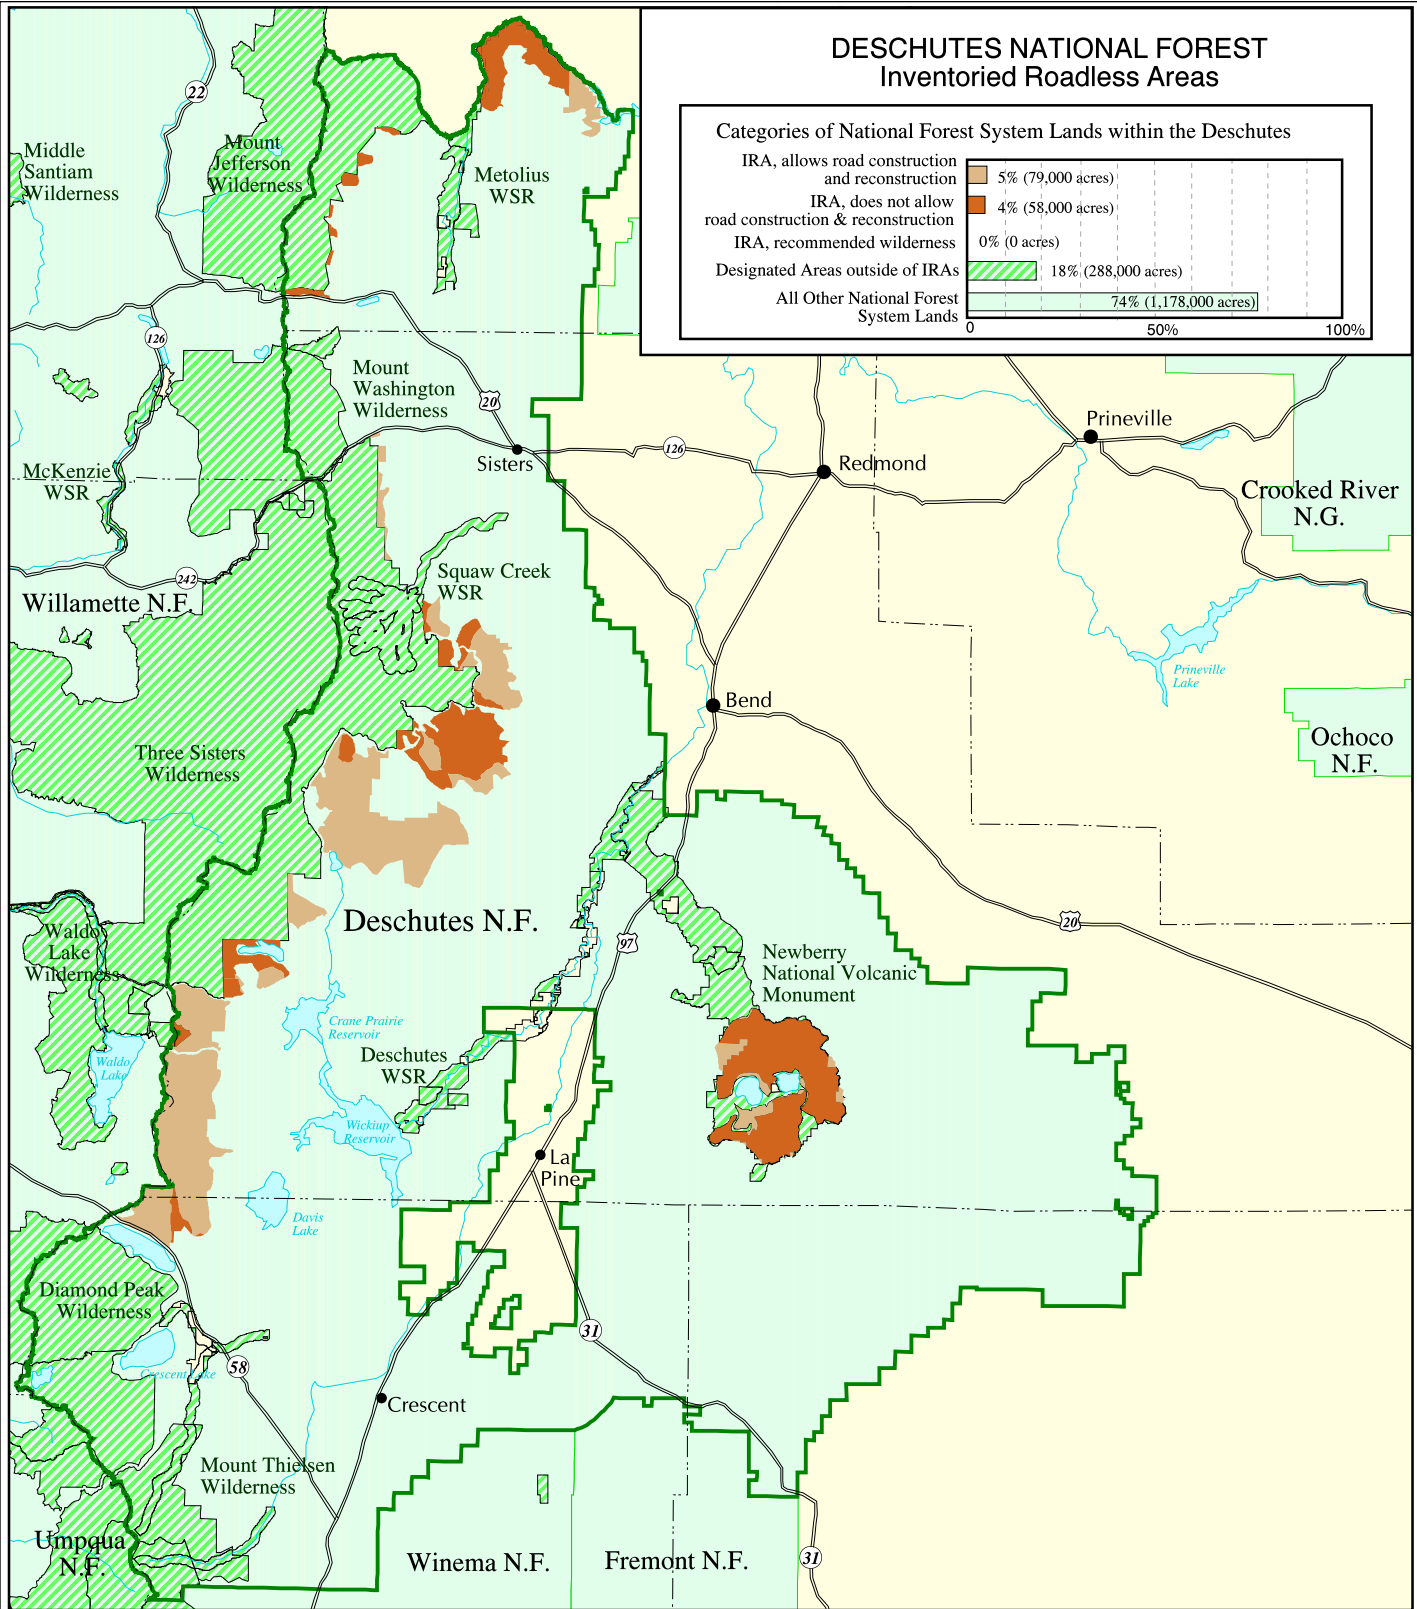 DESCHUTES NATIONAL FOREST
Inventoried Roadless Areas
Categories of National Forest System Lands within the Deschutes
IRA, allows road construction
and reconstruction
5% (79,000 acres)
IRA, does not allow
road construction & reconstruction
4% (58,000 acres)
IRA, recommended wilderness
0% (0 acres)
Designated Areas outside of IRAs
18% (288,000 acres)
All Other National Forest
System Lands
74% (1,178,000 acres)
0 50% 100%
22
Middle
Santiam
Wilderness
Mount
Jefferson
Wilderness
Metolius
WSR
126
Mount
Washington
Wilderness
20
Sisters
126
Redmond
Prineville
McKenzie
WSR
Crooked River
N.G.
242
Willamette N.F.
Squaw Creek
WSR
Prineville
Lake
Bend
Three Sisters
Wilderness
Ochoco
N.F.
Deschutes N.F.
20
97
Waldo
Lake
Wilderness
Newberry
National Volcanic
Monument
Crane Prairie
Reservoir
Deschutes
WSR
Waldo
Lake
Wickiup
Reservoir
La
Pine
Davis
Lake
Diamond Peak
Wilderness
31
Crescent Lake
58
Crescent
Mount Thielsen
Wilderness
Umpqua
N.F.
Winema N.F.
Fremont N.F.
31